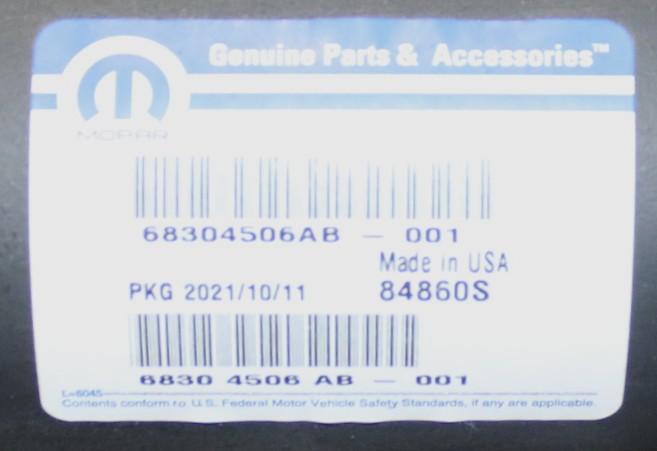 Genuine Parts & Accessories™
MOPAR
68304506AB — 001
Made in USA
PKG 2021/10/11 84860S
6830 4506 AB — 001
L-6045
Contents conform to U.S. Federal Motor Vehicle Safety Standards, if any are applicable.